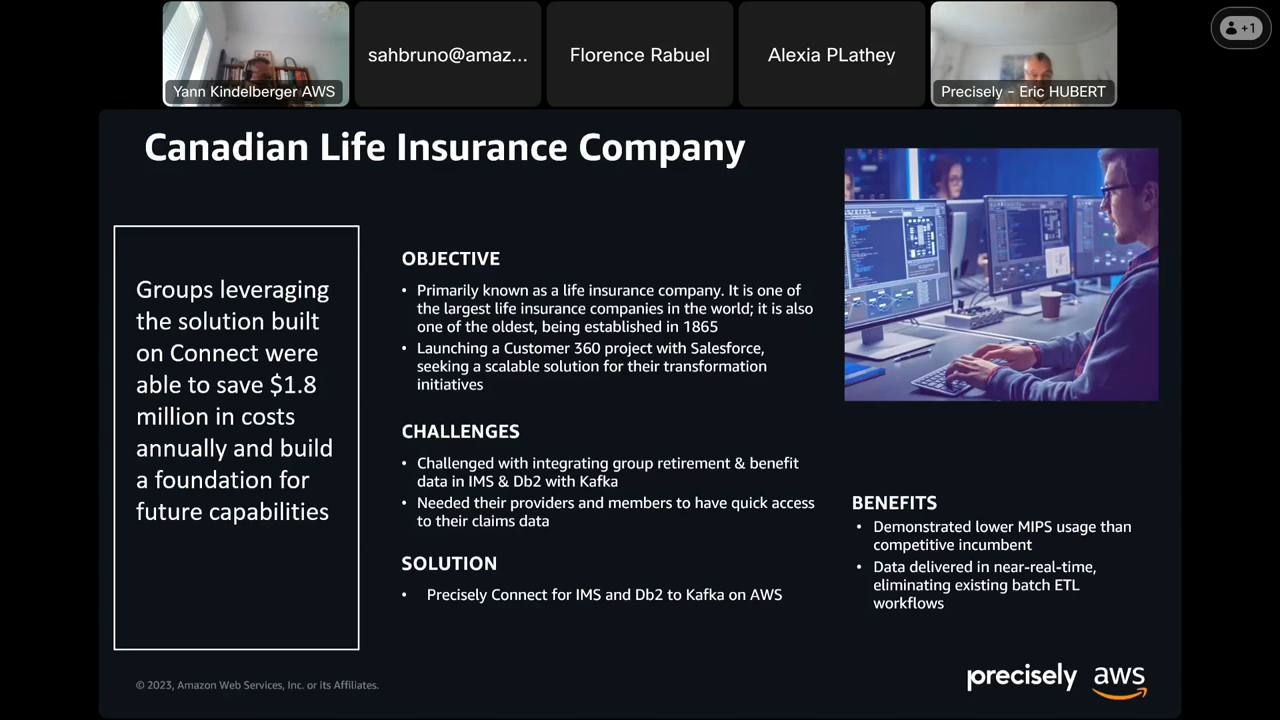 Yann Kindelberger AWS
sahbruno@amaz...
Florence Rabuel
Alexia PLathey
Precisely - Eric HUBERT
+1
Canadian Life Insurance Company
Groups leveraging
the solution built
on Connect were
able to save $1.8
million in costs
annually and build
a foundation for
future capabilities
OBJECTIVE
• Primarily known as a life insurance company. It is one of
the largest life insurance companies in the world; it is also
one of the oldest, being established in 1865
• Launching a Customer 360 project with Salesforce,
seeking a scalable solution for their transformation
initiatives
CHALLENGES
• Challenged with integrating group retirement & benefit
data in IMS & Db2 with Kafka
• Needed their providers and members to have quick access
to their claims data
SOLUTION
• Precisely Connect for IMS and Db2 to Kafka on AWS
BENEFITS
• Demonstrated lower MIPS usage than
competitive incumbent
• Data delivered in near-real-time,
eliminating existing batch ETL
workflows
© 2023, Amazon Web Services, Inc. or its Affiliates.
precisely
aws